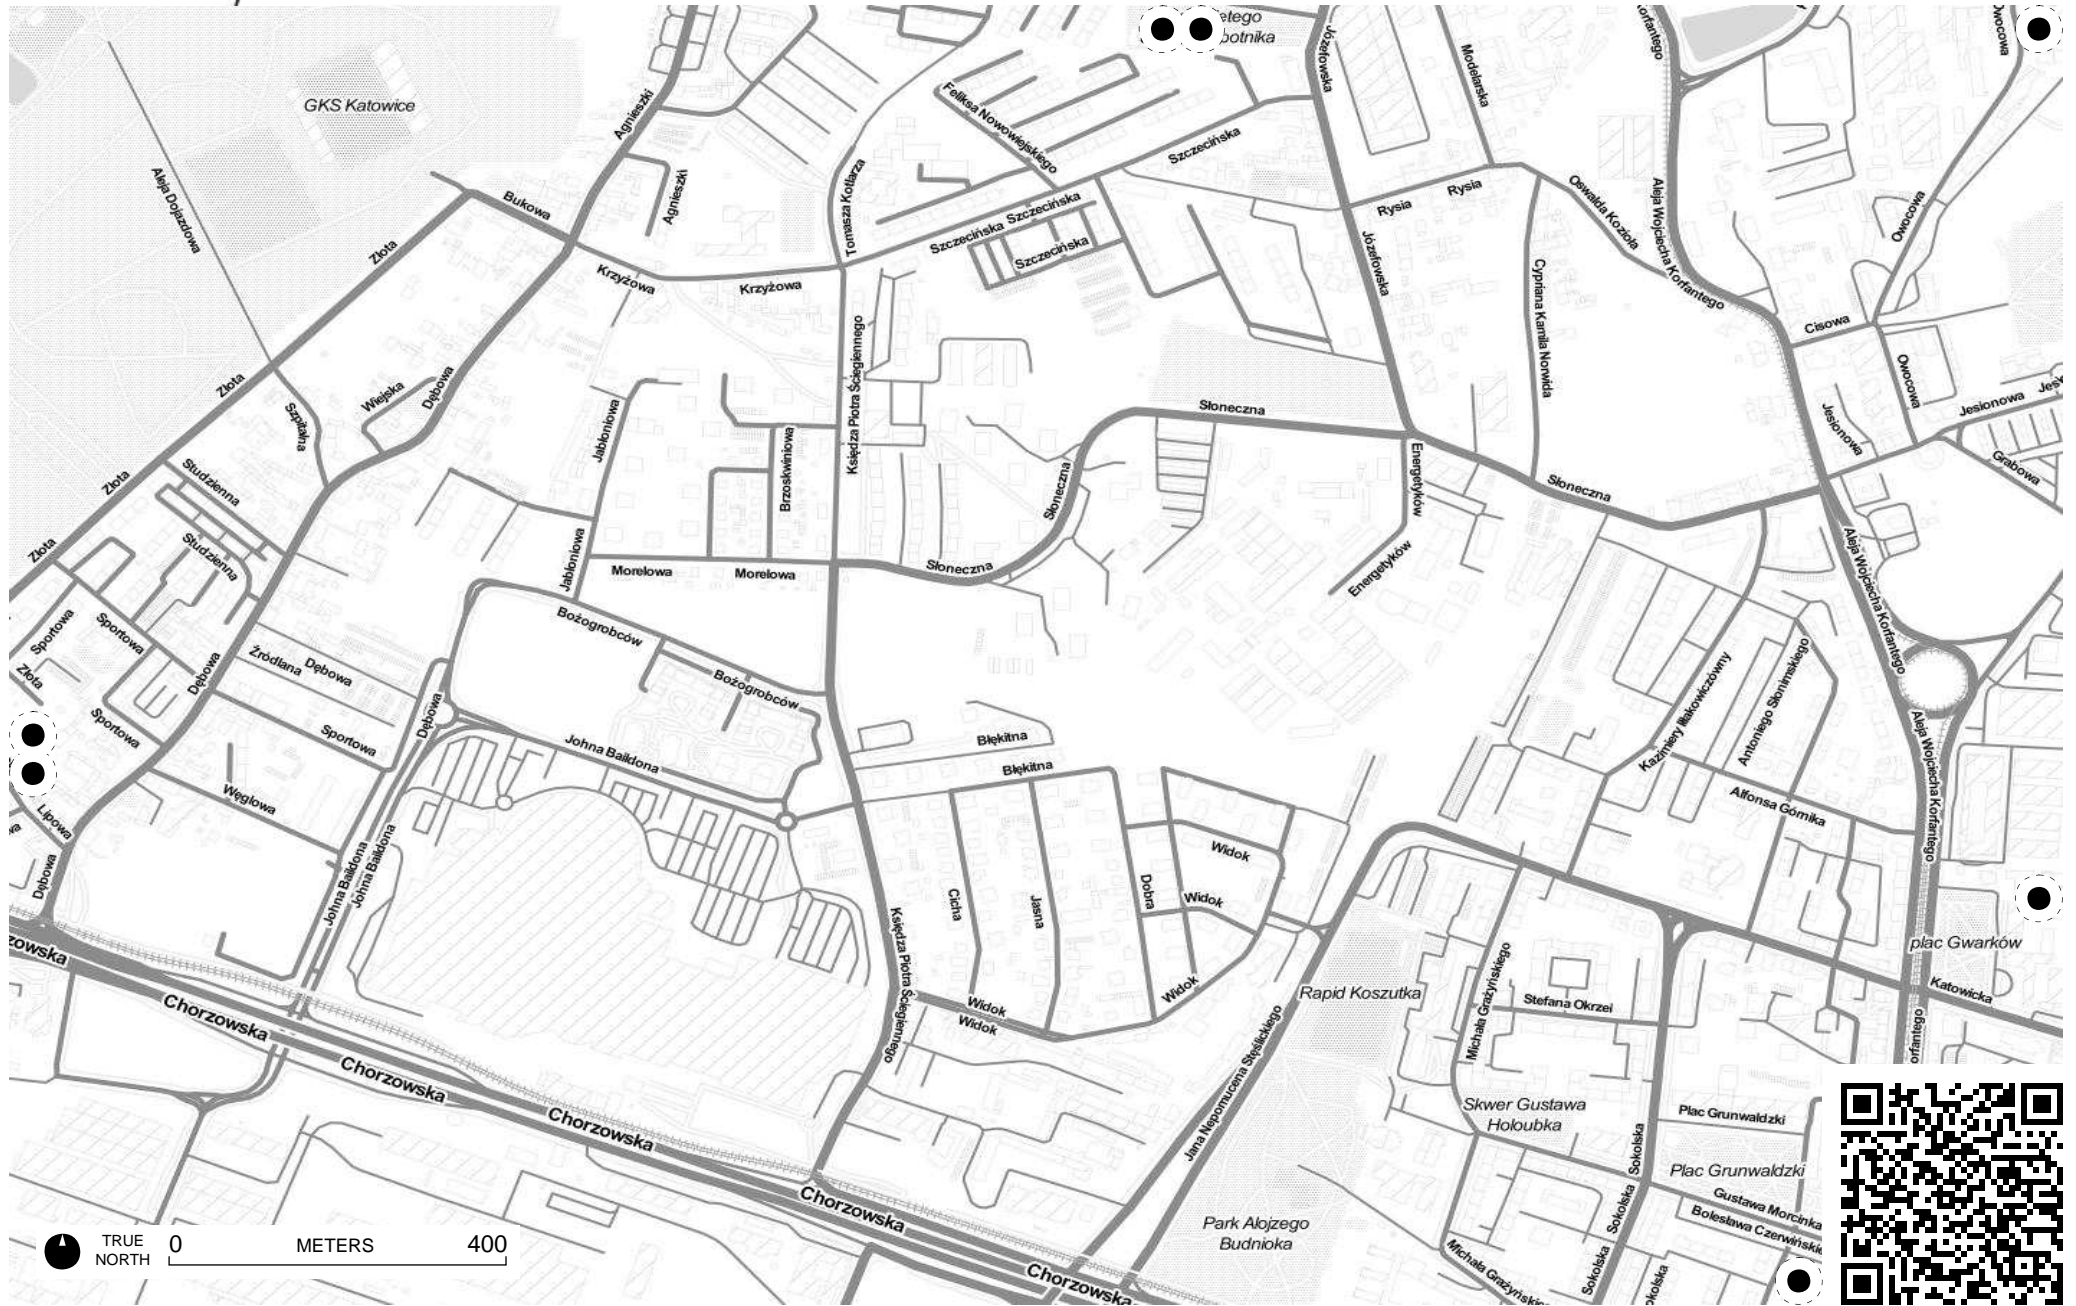 GKS Katowice
Aleja Dojazdowa
Agnieszki
Agnieszki
Bukowa
Złota
Złota
Złota
Złota
Złota
Krzyżowa
Krzyżowa
Tomasza Kotlarza
Feliksa Nowowiejskiego
Szczecińska
Szczecińska
Szczecińska
Szczecińska
Józefowska
Józefowska
Modelarska
Rysia
Rysia
Oswalda Kozioła
Cypriana Kamila Norwida
Aleja Wojciecha Korfantego
Owocowa
Owocowa
Owocowa
Cisowa
Jesionowa
Jesionowa
Grabowa
Księdza Piotra Ściegiennego
Wiejska
Dębowa
Szpitalna
Studzienna
Studzienna
Jabłoniowa
Jabłoniowa
Brzoskwiniowa
Morelowa
Morelowa
Słoneczna
Słoneczna
Słoneczna
Słoneczna
Energetyków
Energetyków
Aleja Wojciecha Korfantego
Sportowa
Sportowa
Sportowa
Sportowa
Źródlana
Dębowa
Dębowa
Dębowa
Dębowa
Bożogrobców
Bożogrobców
Johna Baildona
Johna Baildona
Johna Baildona
Węglowa
Lipowa
Błękitna
Błękitna
Cicha
Jasna
Dobra
Widok
Widok
Widok
Widok
Widok
Księdza Piotra Ściegiennego
Kazimiery Iłłakowiczówny
Antoniego Słonimskiego
Alfonsa Górnika
Aleja Wojciecha Korfantego
plac Gwarków
Katowicka
Rapid Koszutka
Michała Grażyńskiego
Stefana Okrzei
Jana Nepomucena Stęślickiego
Skwer Gustawa
Hołoubka
Plac Grunwaldzki
Plac Grunwaldzki
Sokolska
Sokolska
Sokolska
Gustawa Morcinka
Park Alojzego
Budnioka
Chorzowska
Chorzowska
Chorzowska
Chorzowska
Chorzowska
TRUE
NORTH
0 METERS 400